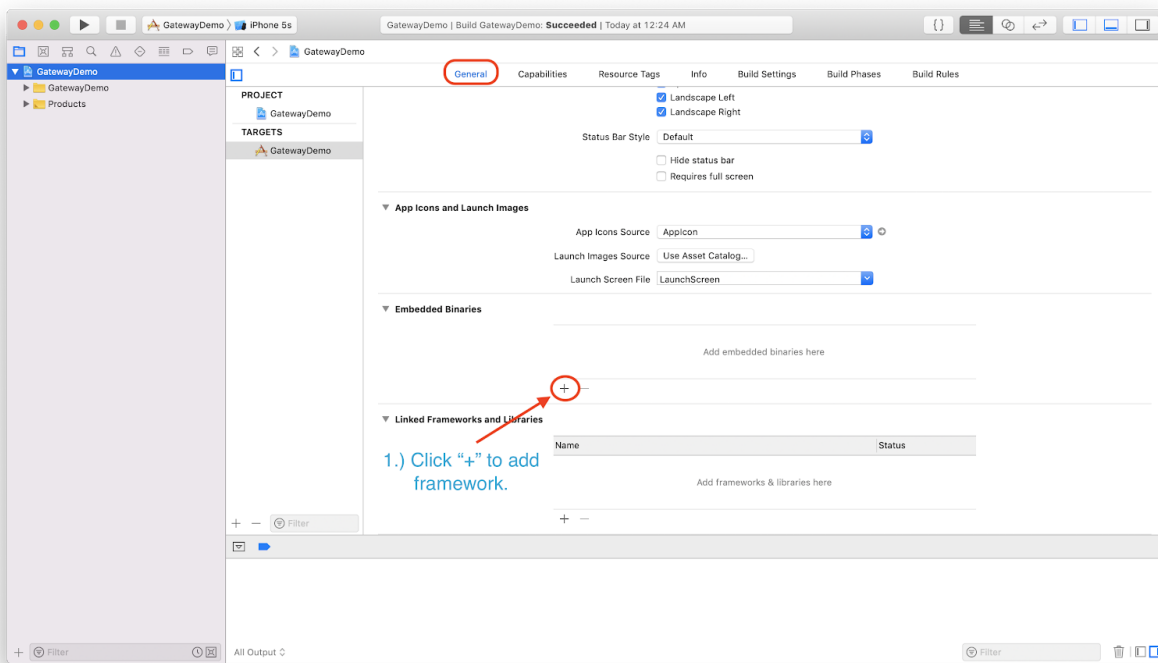 GatewayDemo
iPhone 5s
GatewayDemo | Build GatewayDemo: Succeeded | Today at 12:24 AM
GatewayDemo
GatewayDemo
GatewayDemo
Products
General
Capabilities
Resource Tags
Info
Build Settings
Build Phases
Build Rules
PROJECT
GatewayDemo
TARGETS
GatewayDemo
Landscape Left
Landscape Right
Status Bar Style Default
Hide status bar
Requires full screen
App Icons and Launch Images
App Icons Source AppIcon
Launch Images Source Use Asset Catalog...
Launch Screen File LaunchScreen
Embedded Binaries
Add embedded binaries here
Linked Frameworks and Libraries
Name Status
1.) Click “+” to add
framework.
Add frameworks & libraries here
Filter
Filter
All Output
Filter